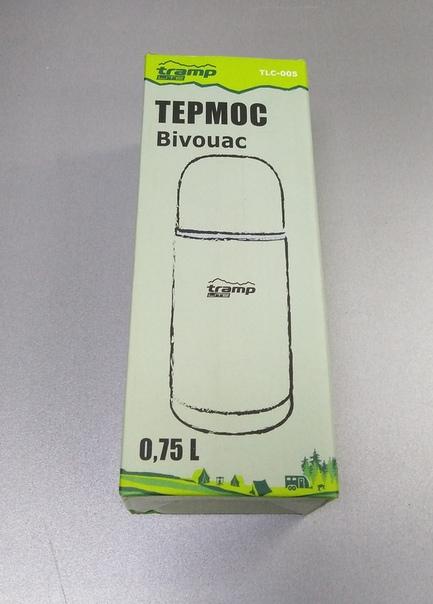 tramp
LITE
TLC-005
ТЕРМОС
Bivouac
tramp
LITE
0,75 L